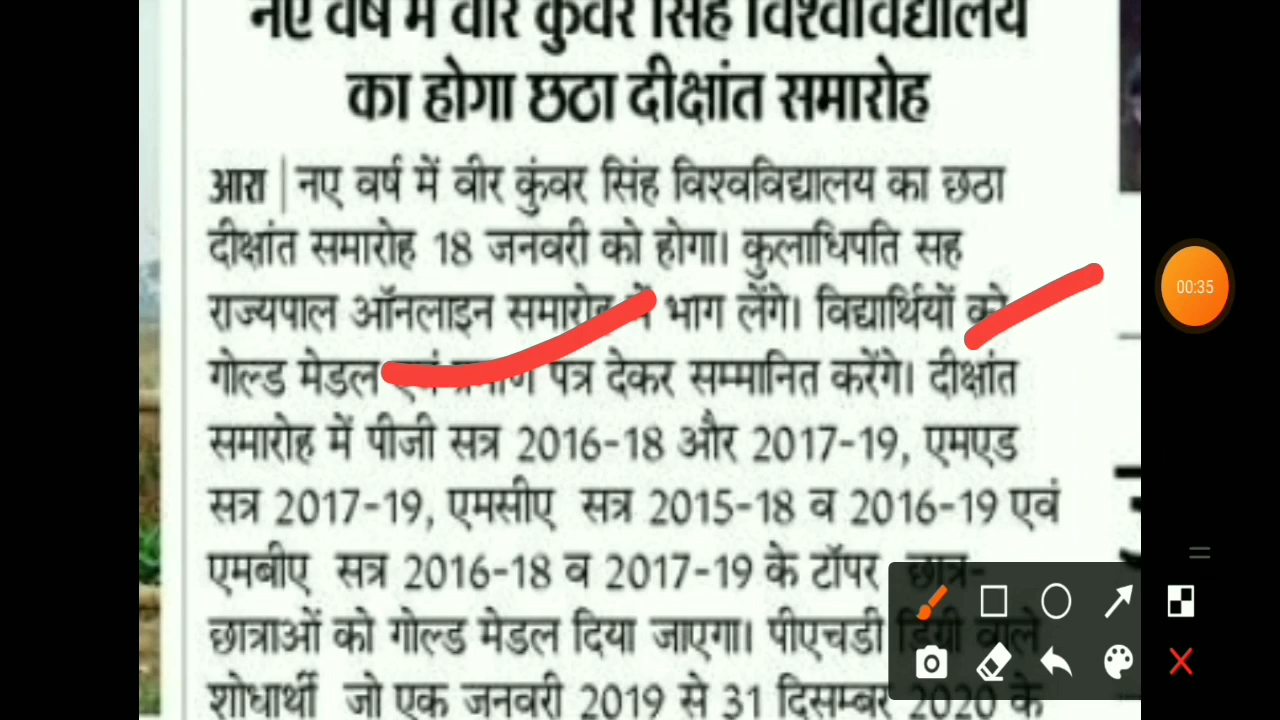 नए वर्ष में वीर कुंवर सिंह विश्वविद्यालय
का होगा छठा दीक्षांत समारोह
आरा | नए वर्ष में वीर कुंवर सिंह विश्वविद्यालय का छठा
दीक्षांत समारोह 18 जनवरी को होगा। कुलाधिपति सह
राज्यपाल ऑनलाइन समारोह में भाग लेंगे। विद्यार्थियों को
गोल्ड मेडल एवं प्रमाण पत्र देकर सम्मानित करेंगे। दीक्षांत
समारोह में पीजी सत्र 2016-18 और 2017-19, एमएड
सत्र 2017-19, एमसीए सत्र 2015-18 व 2016-19 एवं
एमबीए सत्र 2016-18 व 2017-19 के टॉपर छात्र-
छात्राओं को गोल्ड मेडल दिया जाएगा। पीएचडी डिग्री वाले
शोधार्थी जो एक जनवरी 2019 से 31 दिसम्बर 2020 के
00:35